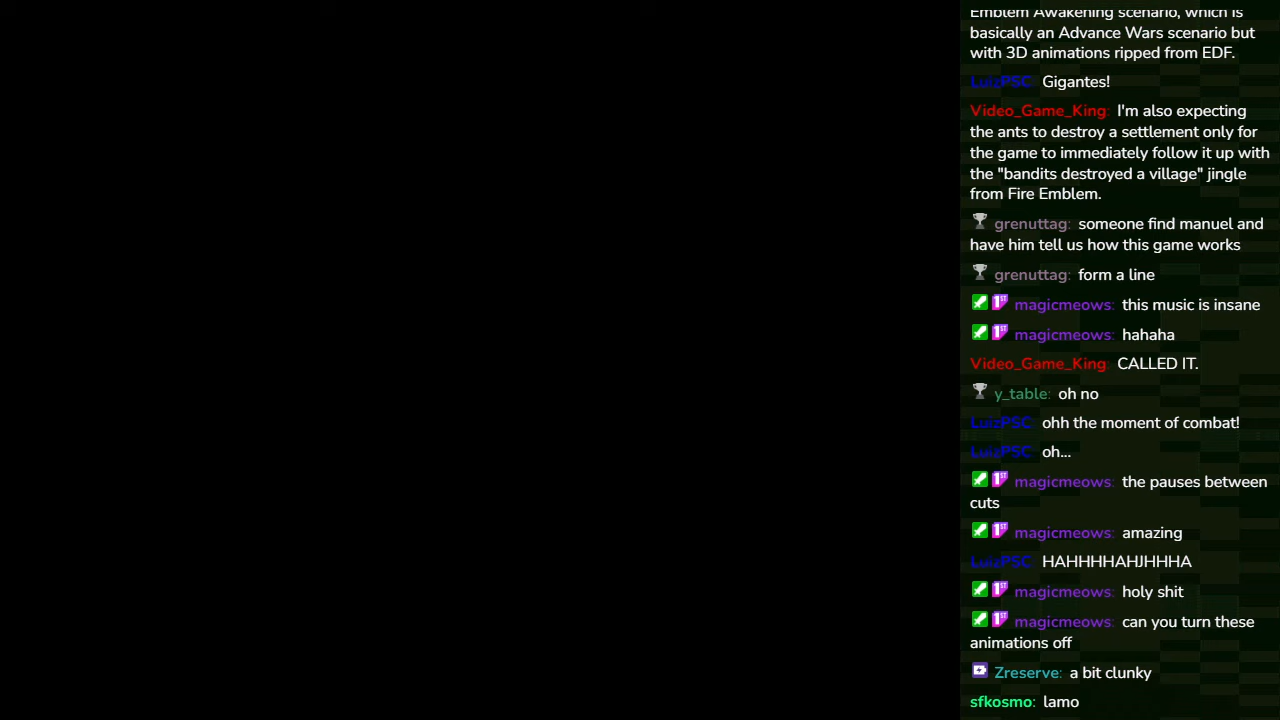 Emblem Awakening scenario, which is
basically an Advance Wars scenario but
with 3D animations ripped from EDF.
LuizPSC: Gigantes!
Video_Game_King: I'm also expecting
the ants to destroy a settlement only for
the game to immediately follow it up with
the "bandits destroyed a village" jingle
from Fire Emblem.
grenuttag: someone find manuel and
have him tell us how this game works
grenuttag: form a line
magicmeows: this music is insane
magicmeows: hahaha
Video_Game_King: CALLED IT.
y_table: oh no
LuizPSC: ohh the moment of combat!
LuizPSC: oh...
magicmeows: the pauses between
cuts
magicmeows: amazing
LuizPSC: HAHHHHAHJHHHA
magicmeows: holy shit
magicmeows: can you turn these
animations off
Zreserve: a bit clunky
sfkosmo: lamo